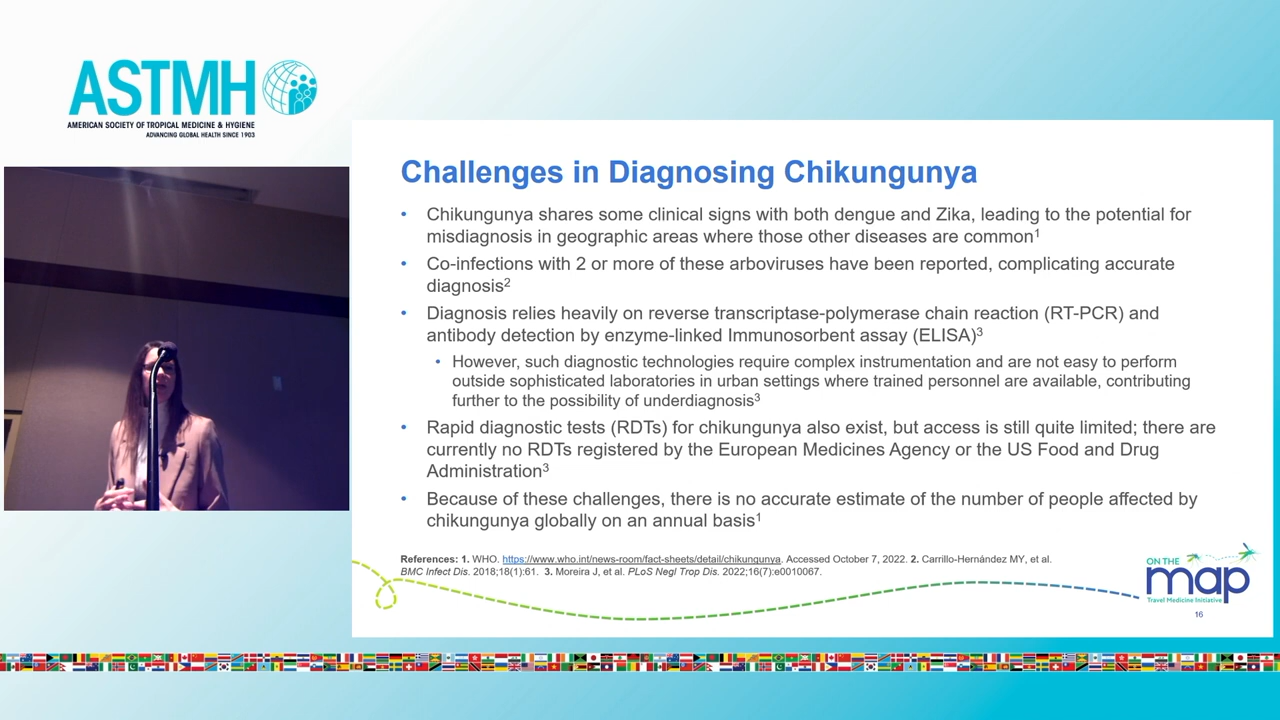 ASTMH
AMERICAN SOCIETY OF TROPICAL MEDICINE & HYGIENE
ADVANCING GLOBAL HEALTH SINCE 1903
Challenges in Diagnosing Chikungunya
• Chikungunya shares some clinical signs with both dengue and Zika, leading to the potential for
misdiagnosis in geographic areas where those other diseases are common¹
• Co-infections with 2 or more of these arboviruses have been reported, complicating accurate
diagnosis²
• Diagnosis relies heavily on reverse transcriptase-polymerase chain reaction (RT-PCR) and
antibody detection by enzyme-linked Immunosorbent assay (ELISA)³
• However, such diagnostic technologies require complex instrumentation and are not easy to perform
outside sophisticated laboratories in urban settings where trained personnel are available, contributing
further to the possibility of underdiagnosis³
• Rapid diagnostic tests (RDTs) for chikungunya also exist, but access is still quite limited; there are
currently no RDTs registered by the European Medicines Agency or the US Food and Drug
Administration³
• Because of these challenges, there is no accurate estimate of the number of people affected by
chikungunya globally on an annual basis¹
References: 1. WHO. https://www.who.int/news-room/fact-sheets/detail/chikungunya. Accessed October 7, 2022. 2. Carrillo-Hernández MY, et al.
BMC Infect Dis. 2018;18(1):61. 3. Moreira J, et al. PLoS Negl Trop Dis. 2022;16(7):e0010067.
ON THE
map
Travel Medicine Initiative
16